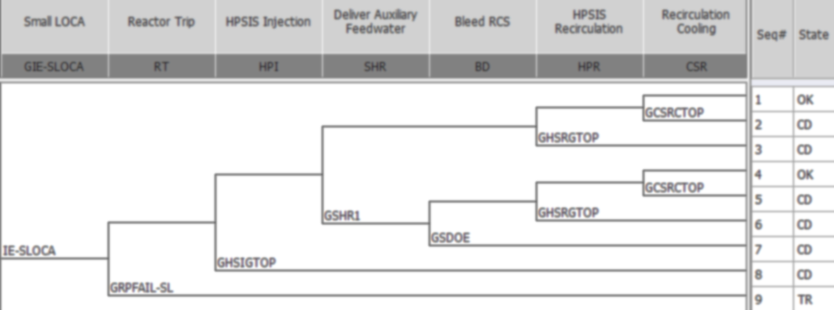 Small LOCA Reactor Trip HPSIS Injection Deliver Auxiliary Feedwater Bleed RCS HPSIS Recirculation Recirculation Cooling Seq# State
GIE-SLOCA RT HPI SHR BD HPR CSR
1 OK
GCSRCTOP
2 CD
GHSRGTOP
3 CD
4 OK
GCSRCTOP
5 CD
GSHR1 GHSRGTOP
6 CD
GSDOE
IE-SLOCA
7 CD
GHSIGTOP
8 CD
GRPFAIL-SL
9 TR